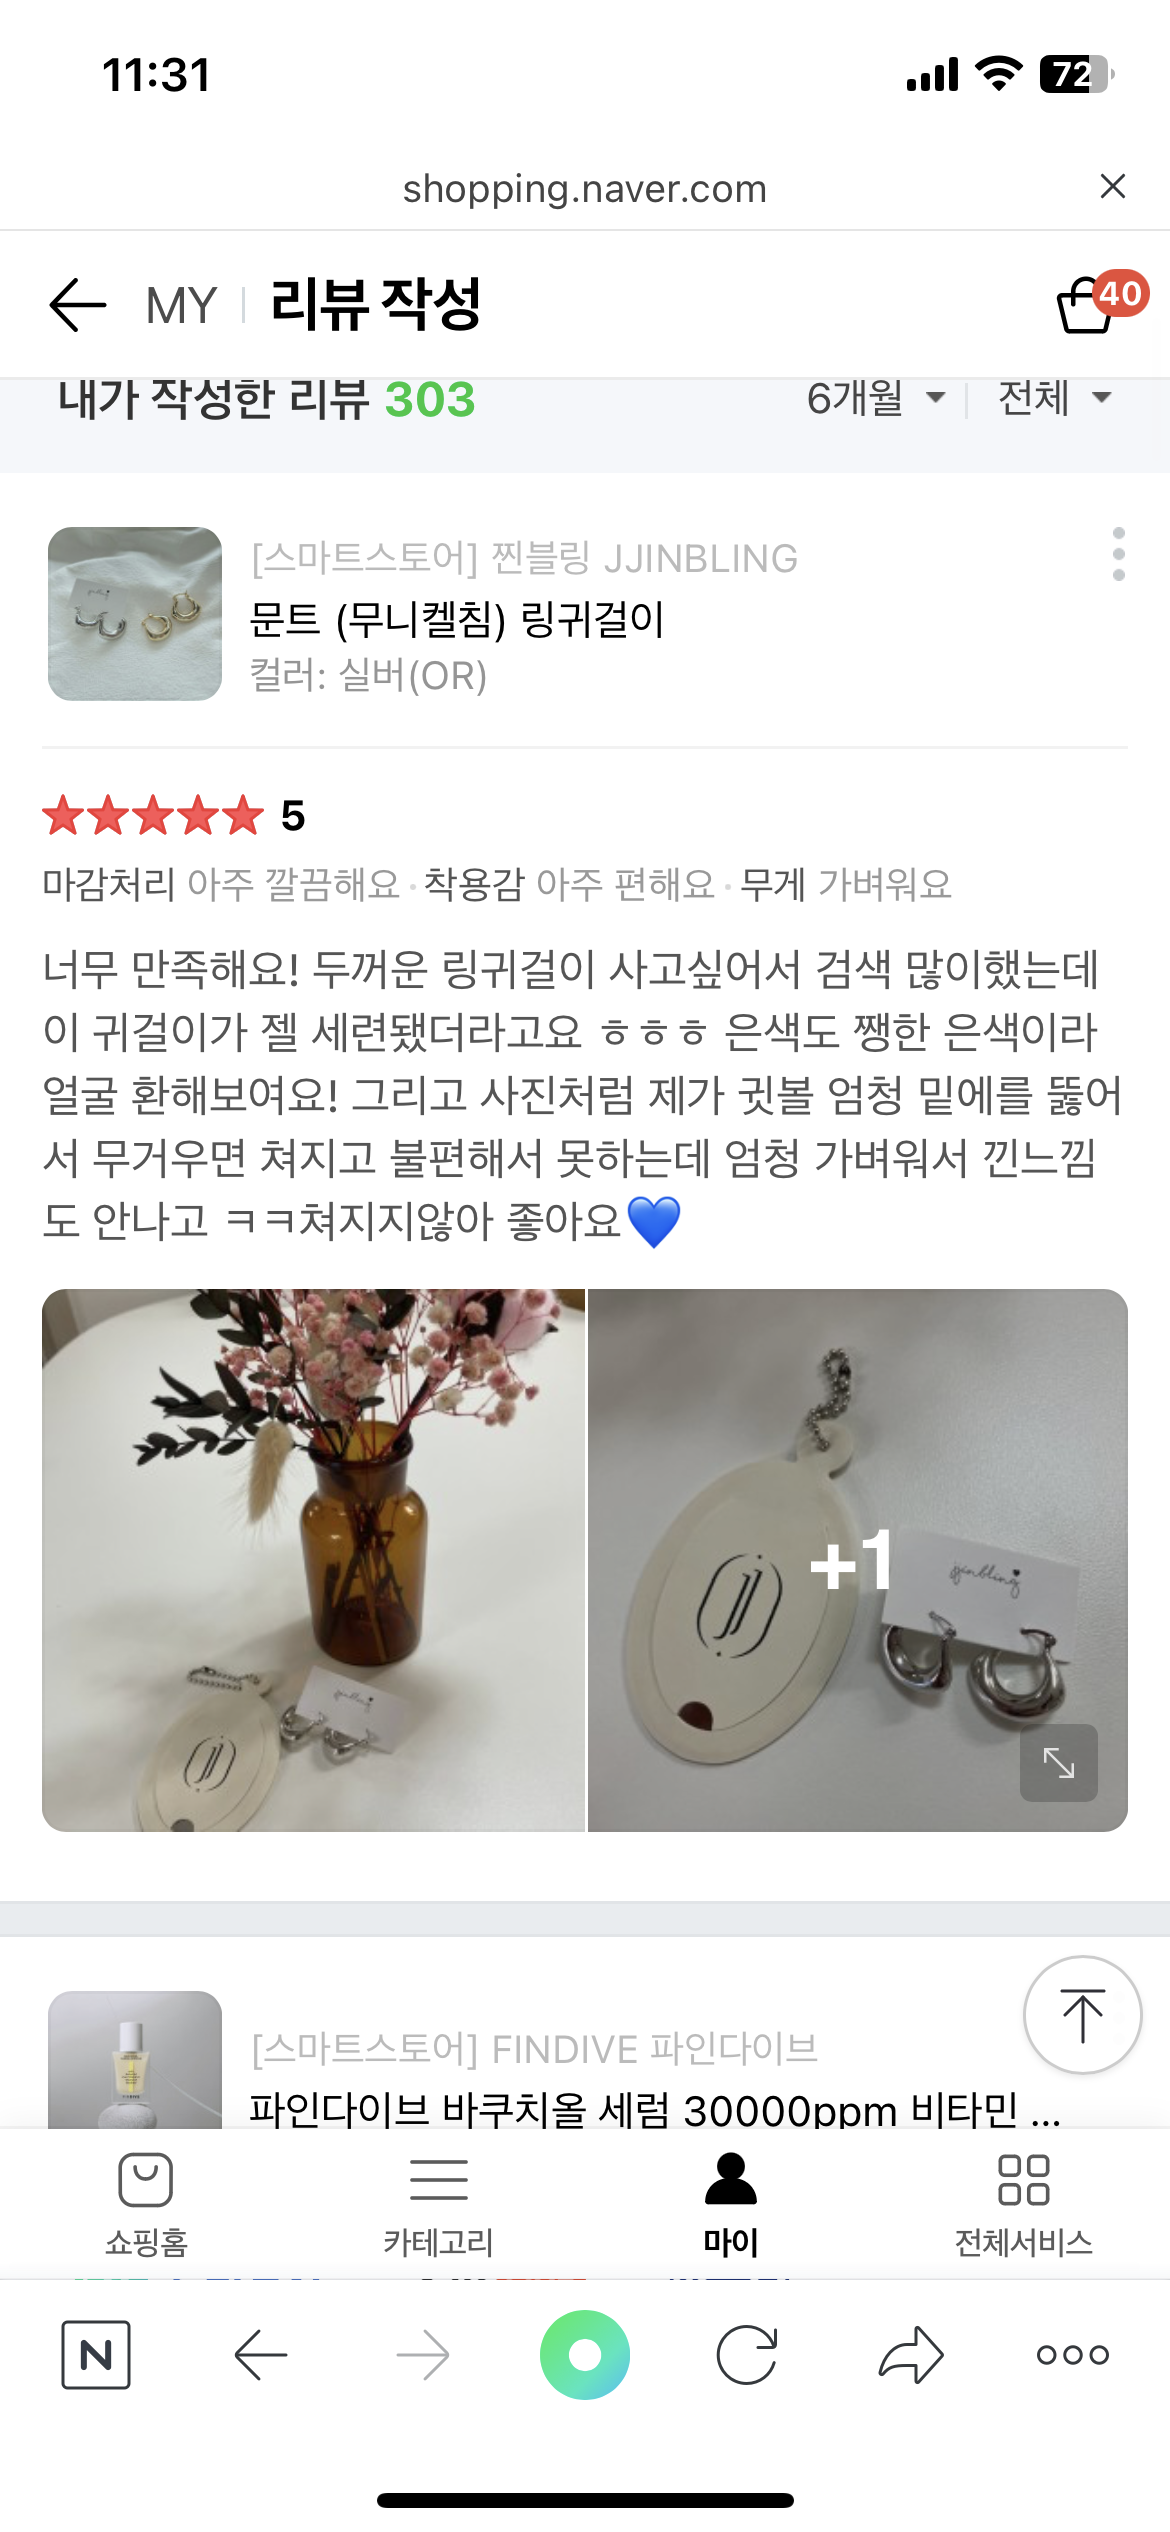 11:31
72
shopping.naver.com
MY 리뷰 작성
40
내가 작성한 리뷰 303
6개월 전체
[스마트스토어] 찐블링 JJINBLING
문트 (무니켈침) 링귀걸이
컬러: 실버(OR)
5
마감처리 아주 깔끔해요 · 착용감 아주 편해요 · 무게 가벼워요
너무 만족해요! 두꺼운 링귀걸이 사고싶어서 검색 많이했는데
이 귀걸이가 젤 세련됐더라고요 ㅎㅎㅎ 은색도 쨍한 은색이라
얼굴 환해보여요! 그리고 사진처럼 제가 귓볼 엄청 밑에를 뚫어
서 무거우면 쳐지고 불편해서 못하는데 엄청 가벼워서 낀느낌
도 안나고 ㅋㅋ쳐지지않아 좋아요💙
jjinbling
+1
jjinbling
[스마트스토어] FINDIVE 파인다이브
파인다이브 바쿠치올 세럼 30000ppm 비타민 ...
쇼핑홈
카테고리
마이
전체서비스
N